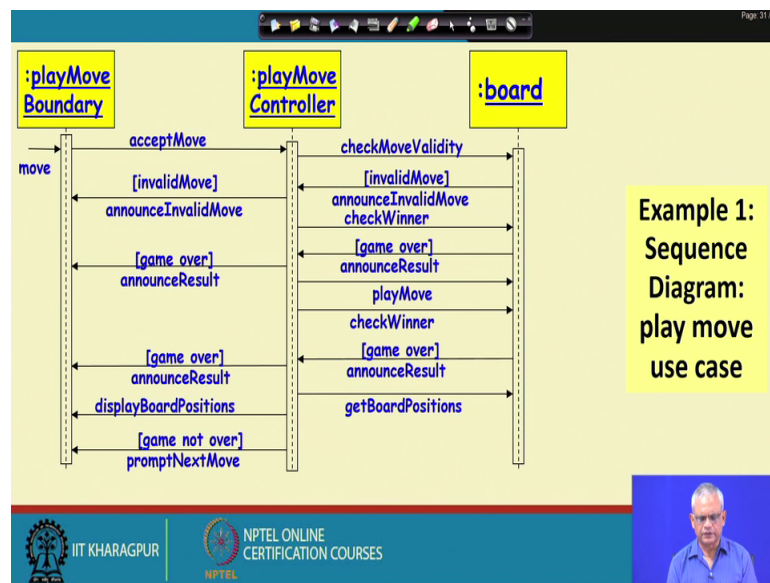 Page: 31
:playMove
Boundary
:playMove
Controller
:board
move
acceptMove
checkMoveValidity
[invalidMove]
announceInvalidMove
[invalidMove]
announceInvalidMove
checkWinner
[game over]
announceResult
[game over]
announceResult
playMove
checkWinner
[game over]
announceResult
[game over]
announceResult
displayBoardPositions
getBoardPositions
[game not over]
promptNextMove
Example 1:
Sequence
Diagram:
play move
use case
IIT KHARAGPUR
NPTEL
NPTEL ONLINE
CERTIFICATION COURSES